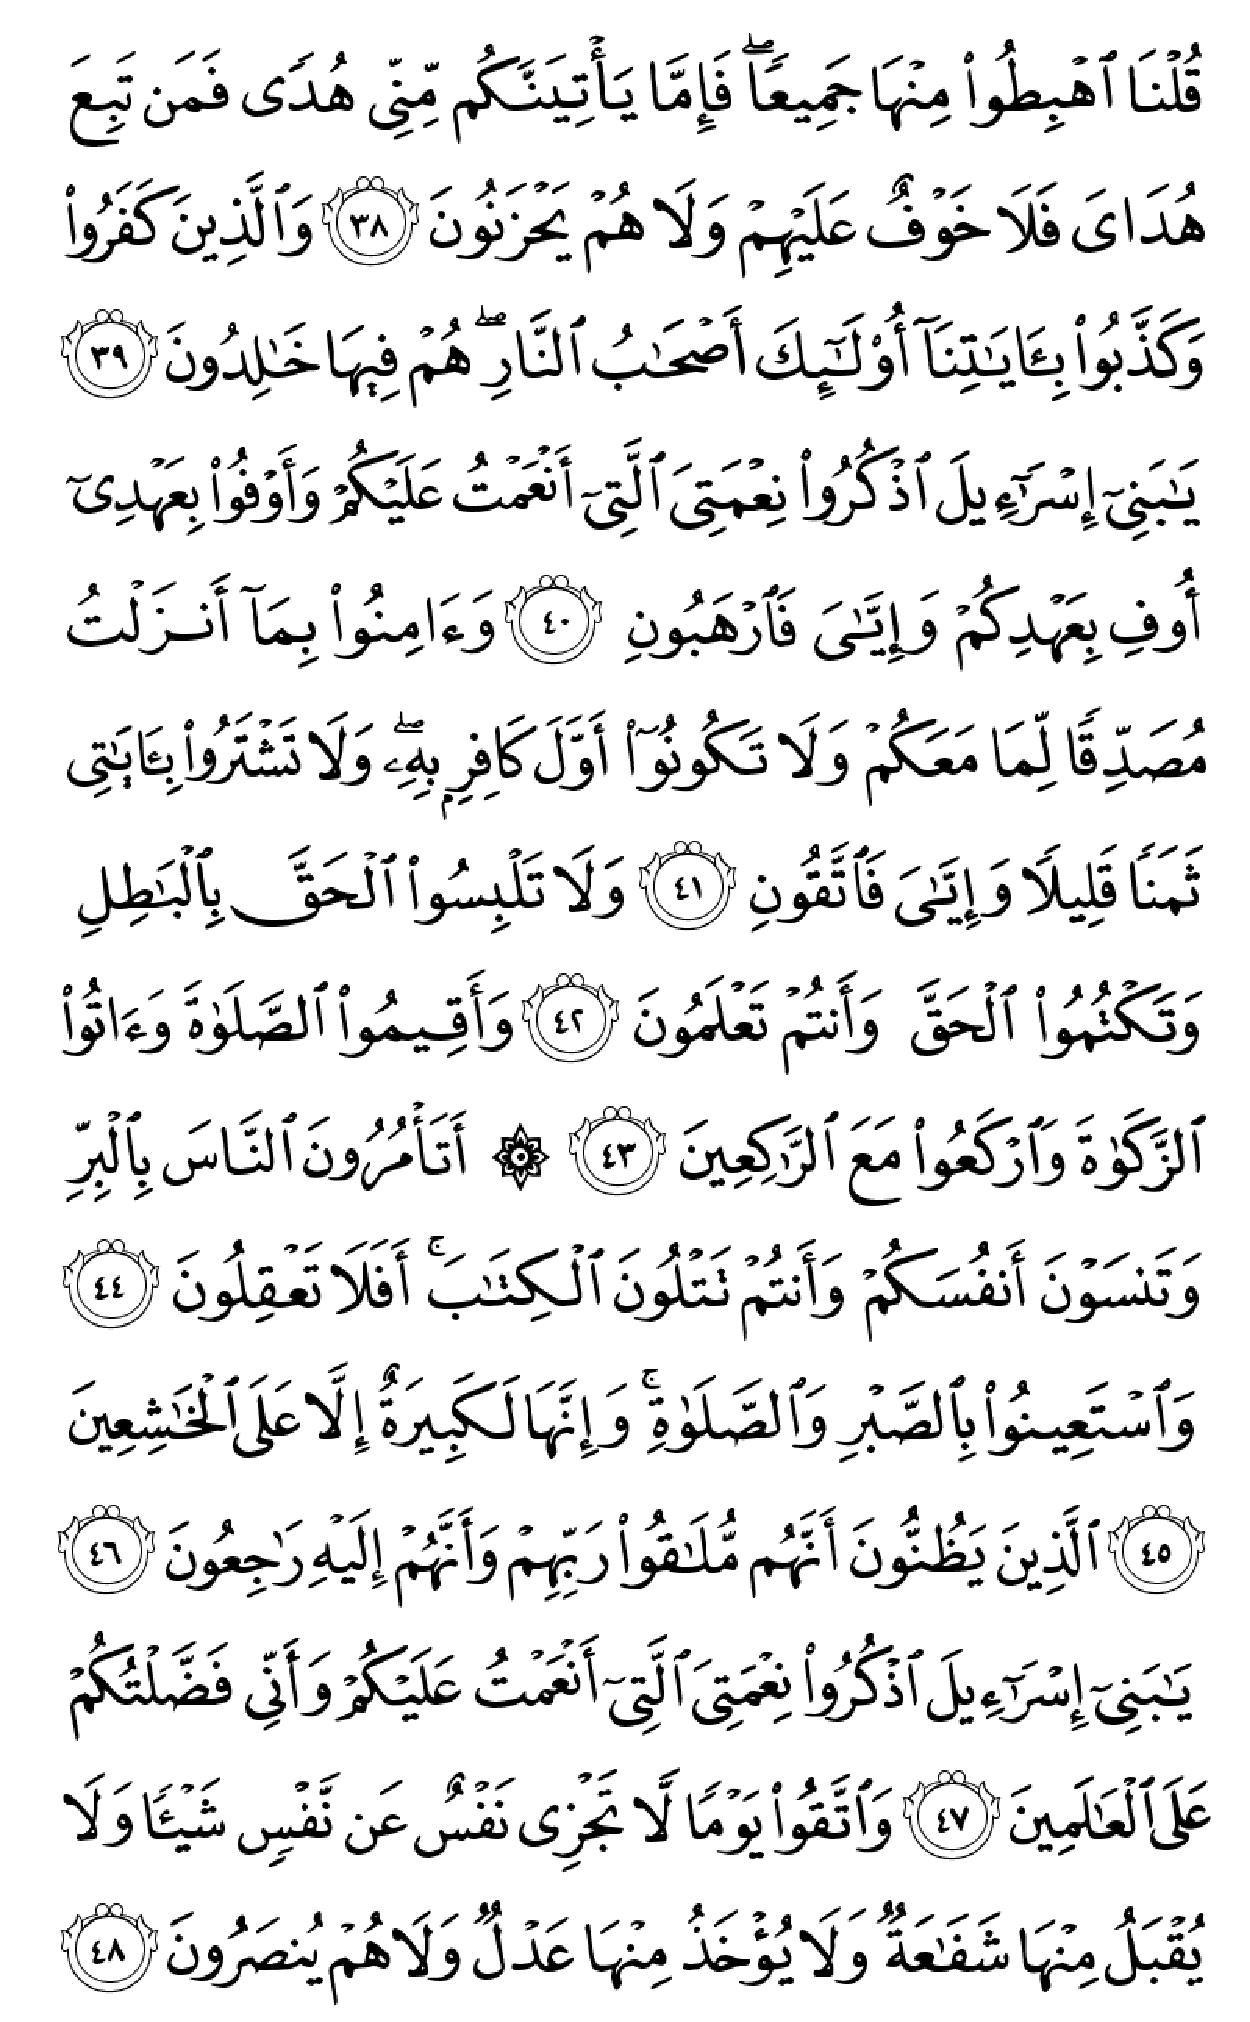 قُلْنَا ٱهْبِطُوا۟ مِنْهَا جَمِيعًۭا ۖ فَإِمَّا يَأْتِيَنَّكُم مِّنِّى هُدًۭى فَمَن تَبِعَ
هُدَاىَ فَلَا خَوْفٌ عَلَيْهِمْ وَلَا هُمْ يَحْزَنُونَ ٣٨ وَٱلَّذِينَ كَفَرُوا۟
وَكَذَّبُوا۟ بِـَٔايَـٰتِنَآ أُو۟لَـٰٓئِكَ أَصْحَـٰبُ ٱلنَّارِ ۖ هُمْ فِيهَا خَـٰلِدُونَ ٣٩
يَـٰبَنِىٓ إِسْرَٰٓءِيلَ ٱذْكُرُوا۟ نِعْمَتِىَ ٱلَّتِىٓ أَنْعَمْتُ عَلَيْكُمْ وَأَوْفُوا۟ بِعَهْدِىٓ
أُوفِ بِعَهْدِكُمْ وَإِيَّـٰىَ فَٱرْهَبُونِ ٤٠ وَءَامِنُوا۟ بِمَآ أَنزَلْتُ
مُصَدِّقًۭا لِّمَا مَعَكُمْ وَلَا تَكُونُوٓا۟ أَوَّلَ كَافِرٍۭ بِهِۦ ۖ وَلَا تَشْتَرُوا۟ بِـَٔايَـٰتِى
ثَمَنًۭا قَلِيلًۭا وَإِيَّـٰىَ فَٱتَّقُونِ ٤١ وَلَا تَلْبِسُوا۟ ٱلْحَقَّ بِٱلْبَـٰطِلِ
وَتَكْتُمُوا۟ ٱلْحَقَّ وَأَنتُمْ تَعْلَمُونَ ٤٢ وَأَقِيمُوا۟ ٱلصَّلَوٰةَ وَءَاتُوا۟
ٱلزَّكَوٰةَ وَٱرْكَعُوا۟ مَعَ ٱلرَّٰكِعِينَ ٤٣ ۞ أَتَأْمُرُونَ ٱلنَّاسَ بِٱلْبِرِّ
وَتَنسَوْنَ أَنفُسَكُمْ وَأَنتُمْ تَتْلُونَ ٱلْكِتَـٰبَ ۚ أَفَلَا تَعْقِلُونَ ٤٤
وَٱسْتَعِينُوا۟ بِٱلصَّبْرِ وَٱلصَّلَوٰةِ ۚ وَإِنَّهَا لَكَبِيرَةٌ إِلَّا عَلَى ٱلْخَـٰشِعِينَ
٤٥ ٱلَّذِينَ يَظُنُّونَ أَنَّهُم مُّلَـٰقُوا۟ رَبِّهِمْ وَأَنَّهُمْ إِلَيْهِ رَٰجِعُونَ ٤٦
يَـٰبَنِىٓ إِسْرَٰٓءِيلَ ٱذْكُرُوا۟ نِعْمَتِىَ ٱلَّتِىٓ أَنْعَمْتُ عَلَيْكُمْ وَأَنِّى فَضَّلْتُكُمْ
عَلَى ٱلْعَـٰلَمِينَ ٤٧ وَٱتَّقُوا۟ يَوْمًۭا لَّا تَجْزِى نَفْسٌ عَن نَّفْسٍۢ شَيْـًۭٔا وَلَا
يُقْبَلُ مِنْهَا شَفَـٰعَةٌۭ وَلَا يُؤْخَذُ مِنْهَا عَدْلٌۭ وَلَا هُمْ يُنصَرُونَ ٤٨